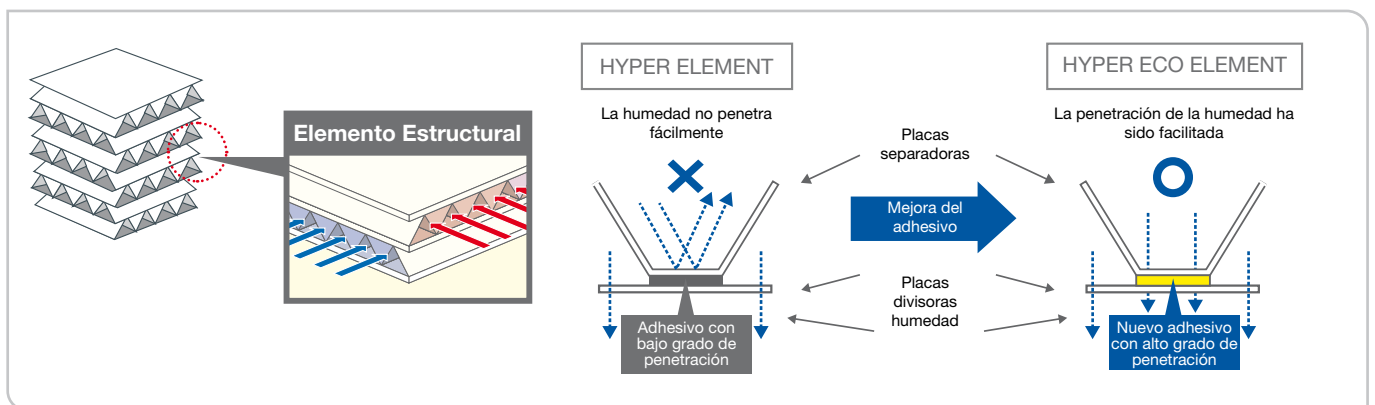 Elemento Estructural
HYPER ELEMENT
La humedad no penetra
fácilmente
Adhesivo con
bajo grado de
penetración
Placas
separadoras
Mejora del
adhesivo
Placas
divisoras
humedad
HYPER ECO ELEMENT
La penetración de la humedad ha
sido facilitada
Nuevo adhesivo
con alto grado de
penetración